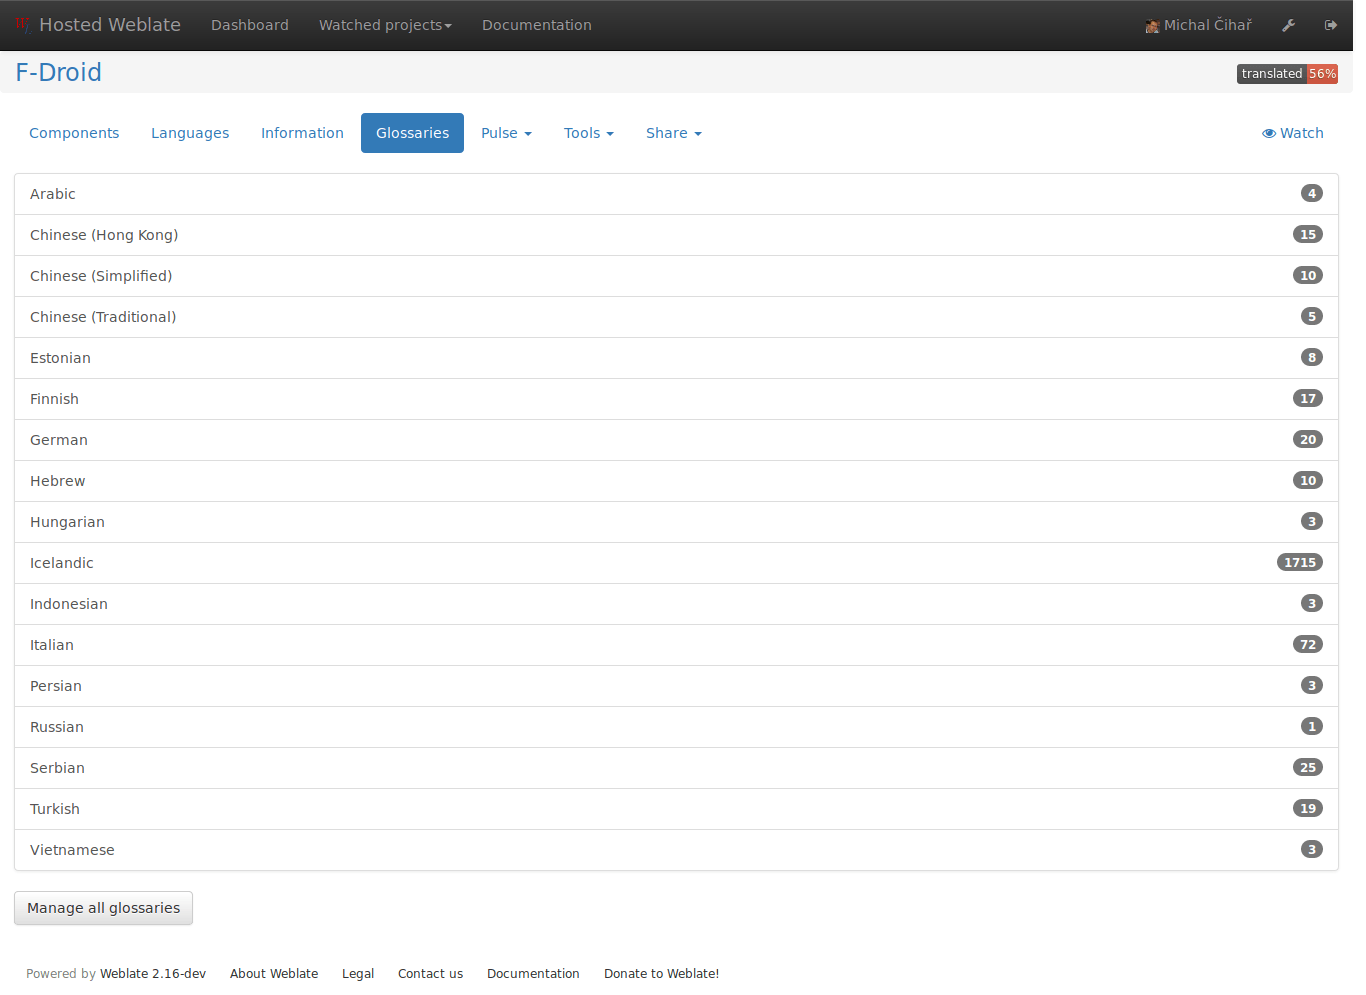 Hosted Weblate Dashboard Watched projects Documentation Michal Čihař
F-Droid translated 56%
Components Languages Information Glossaries Pulse Tools Share Watch
Arabic 4
Chinese (Hong Kong) 15
Chinese (Simplified) 10
Chinese (Traditional) 5
Estonian 8
Finnish 17
German 20
Hebrew 10
Hungarian 3
Icelandic 1715
Indonesian 3
Italian 72
Persian 3
Russian 1
Serbian 25
Turkish 19
Vietnamese 3
Manage all glossaries
Powered by Weblate 2.16-dev About Weblate Legal Contact us Documentation Donate to Weblate!